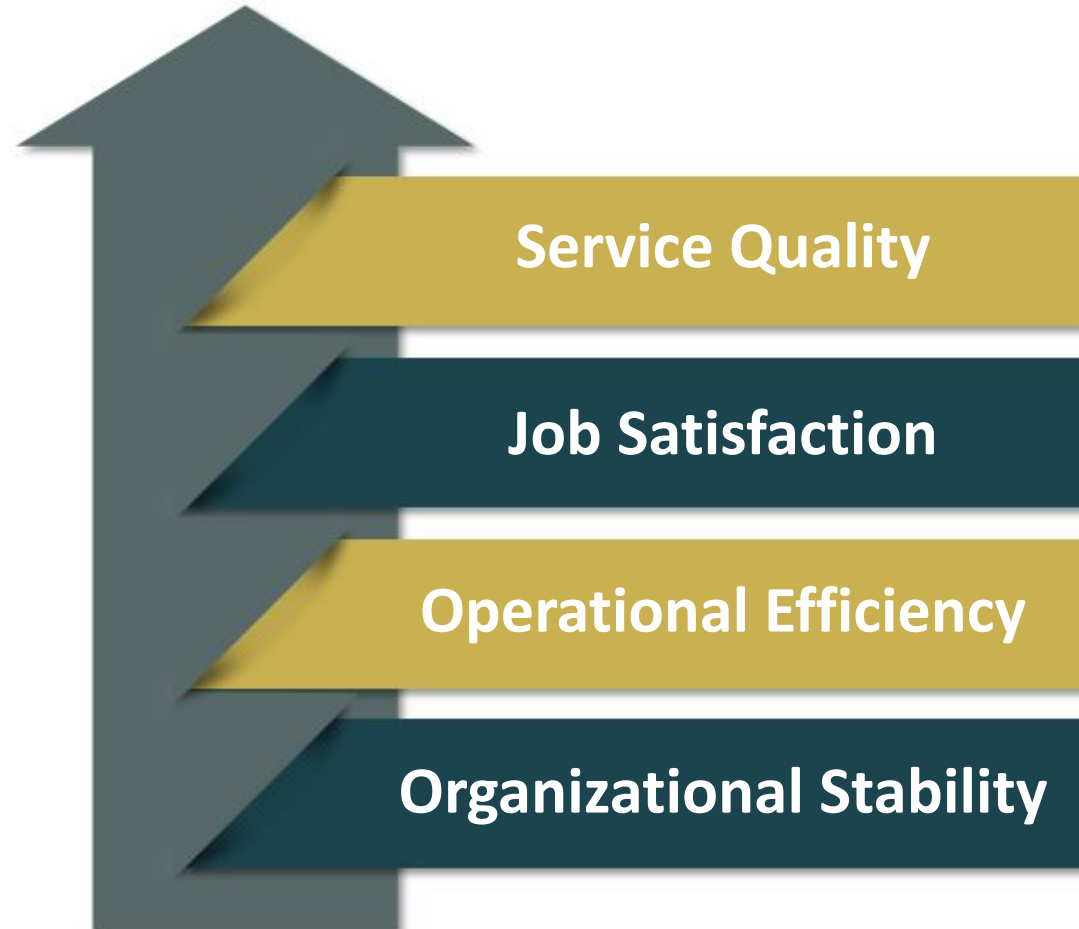 Service Quality
Job Satisfaction
Operational Efficiency
Organizational Stability